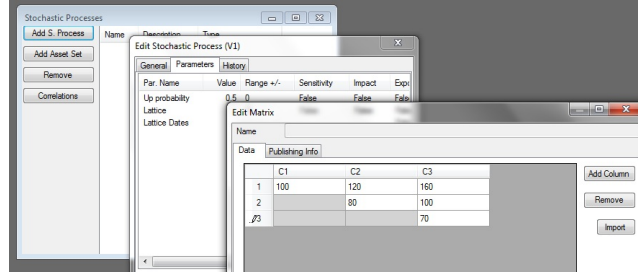 Stochastic Processes
Add S. Process
Name Description Type
Add Asset Set
Remove
Correlations
Edit Stochastic Process (V1)
General Parameters History
Par. Name Value Range +/- Sensitivity Impact
Up probability 0.5 0 False False
Lattice
Lattice Dates
Edit Matrix
Name
Data Publishing Info
C1 C2 C3
1 100 120 160
2 80 100
3 70
Add Column
Remove
Import